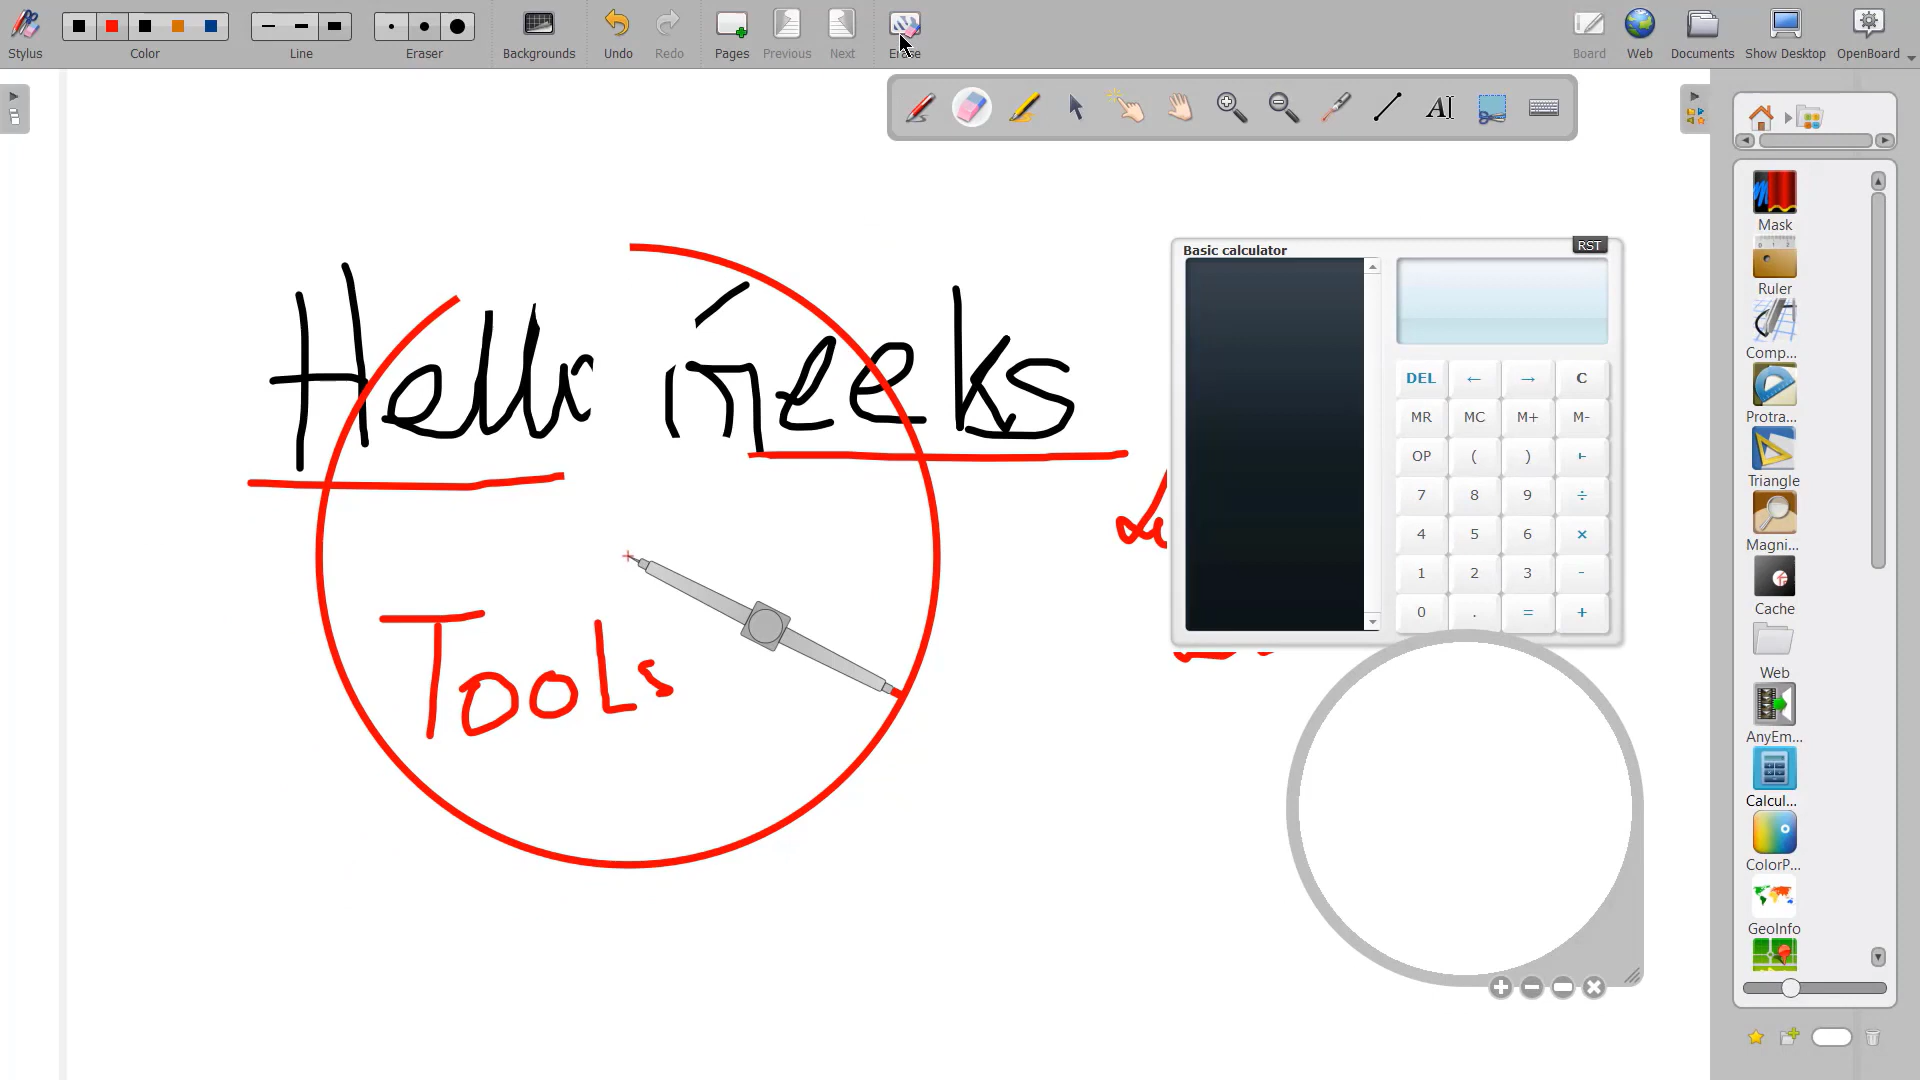 Stylus
Color
Line
Eraser
Backgrounds
Undo
Redo
Pages
Previous
Next
Erase
Board
Web
Documents
Show Desktop
OpenBoard
Hello
eeks
Tools
Basic calculator
RST
DEL ← → C
MR MC M+ M-
OP ( )
7 8 9 ÷
4 5 6 ×
1 2 3 -
0 . = +
Mask
Ruler
Comp...
Protra...
Triangle
Magni...
Cache
Web
AnyEm...
Calcul...
ColorP...
GeoInfo